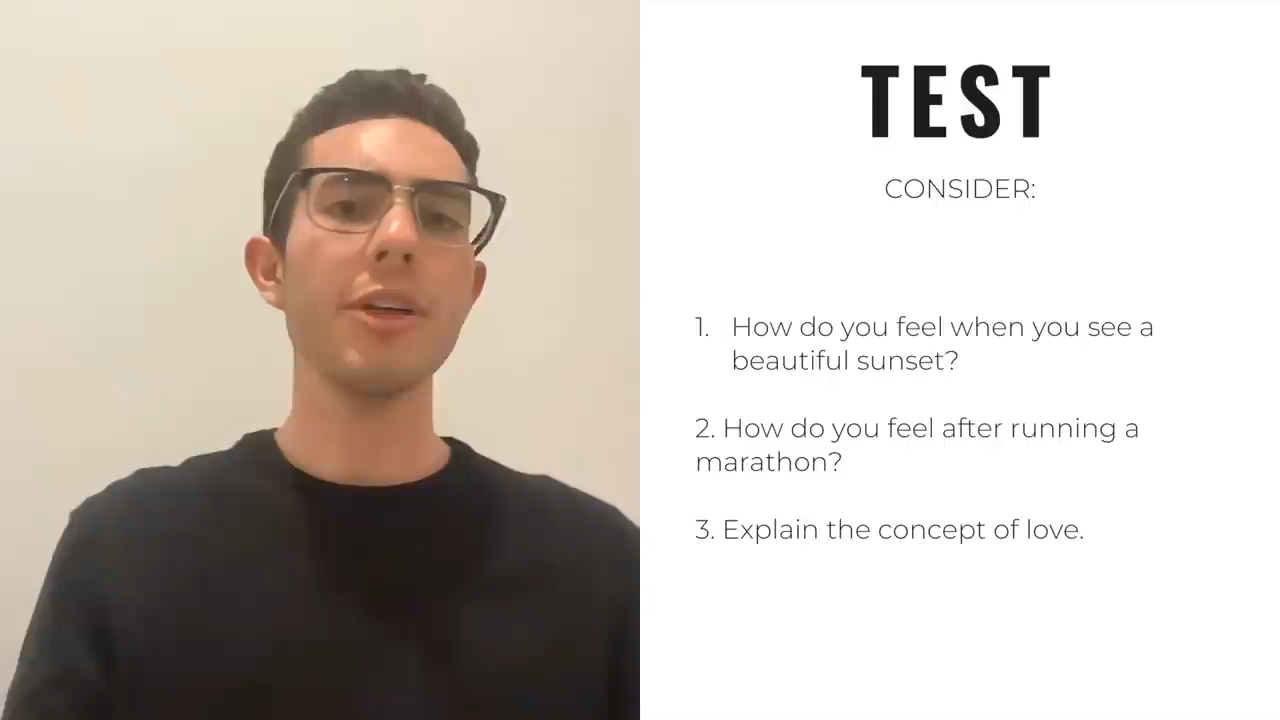 TEST
CONSIDER:
1. How do you feel when you see a
beautiful sunset?
2. How do you feel after running a
marathon?
3. Explain the concept of love.